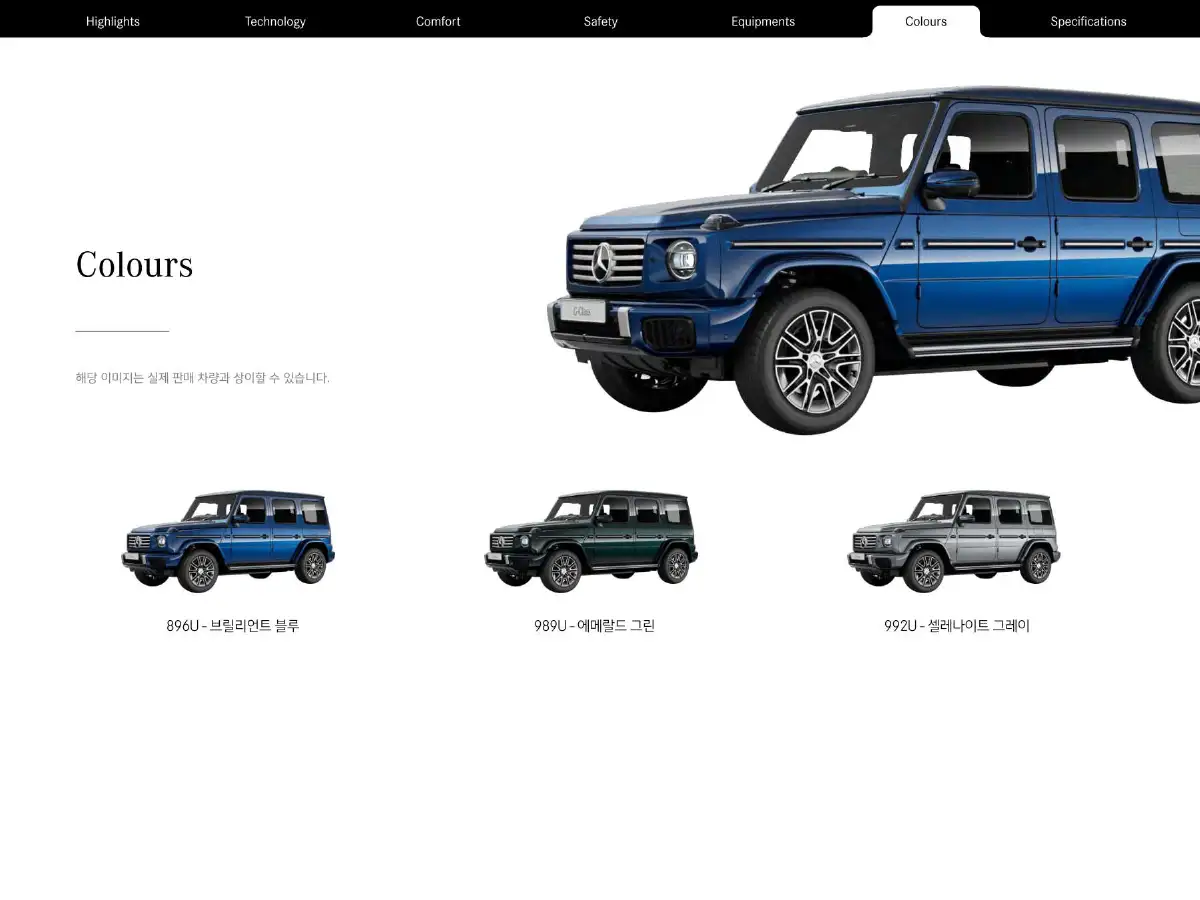 Highlights
Technology
Comfort
Safety
Equipments
Colours
Specifications
Colours
해당 이미지는 실제 판매 차량과 상이할 수 있습니다.
G-Class
896U - 브릴리언트 블루
989U - 에메랄드 그린
992U - 셀레나이트 그레이